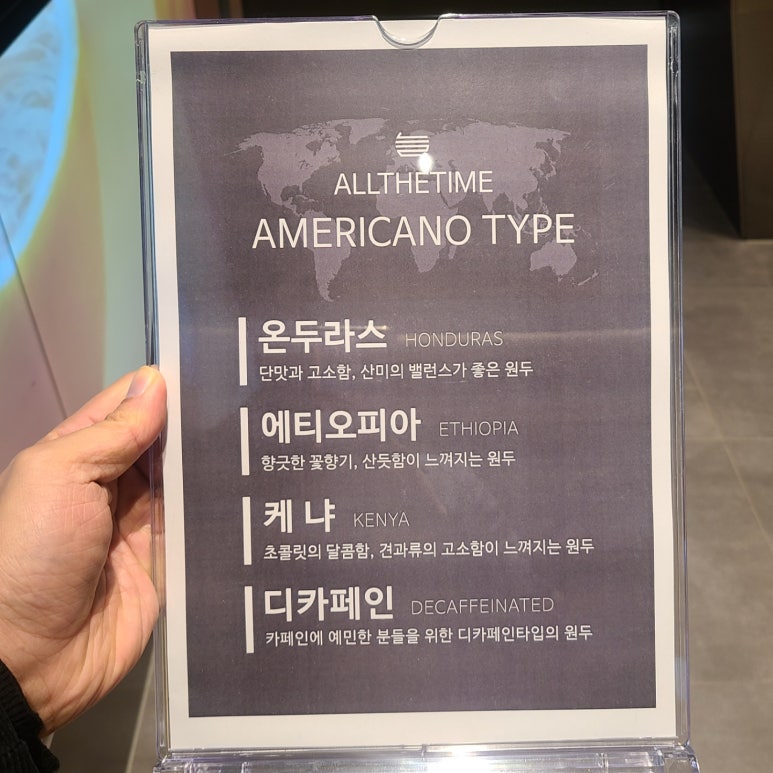 ALLTHETIME
AMERICANO TYPE
온두라스 HONDURAS
단맛과 고소함, 산미의 밸런스가 좋은 원두
에티오피아 ETHIOPIA
향긋한 꽃향기, 산듯함이 느껴지는 원두
케냐 KENYA
초콜릿의 달콤함, 견과류의 고소함이 느껴지는 원두
디카페인 DECAFFEINATED
카페인에 예민한 분들을 위한 디카페인타입의 원두